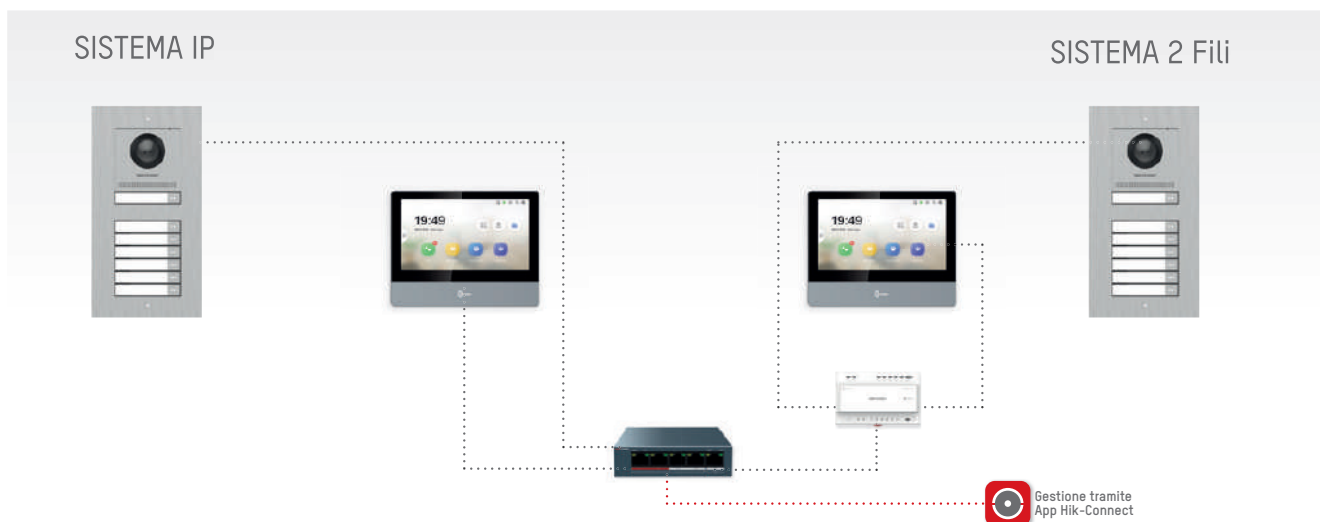 SISTEMA IP
SISTEMA 2 Fili
19:49
19:49
Gestione tramite
App Hik-Connect